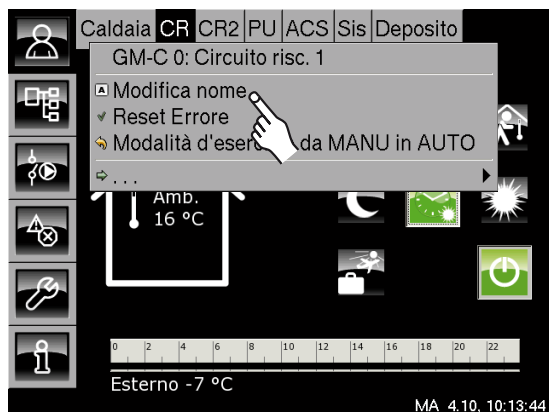 Caldaia CR CR2 PU ACS Sis Deposito
GM-C 0: Circuito risc. 1
A Modifica nome
Reset Errore
Modalità d'eser da MANU in AUTO
...
Amb.
16 °C
0 2 4 6 8 10 12 14 16 18 20 22
Esterno -7 °C
MA 4.10, 10:13:44